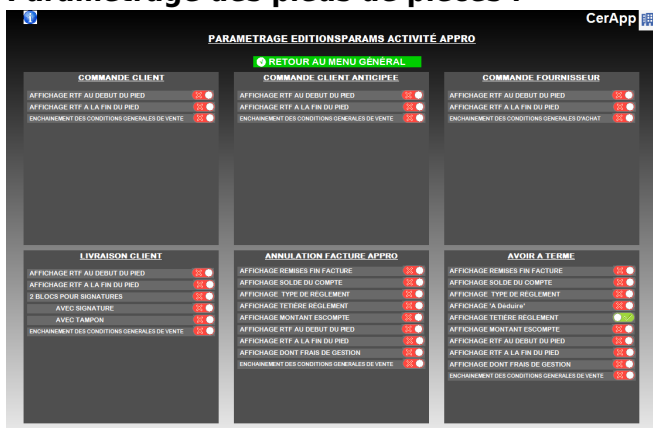 Paramétrage des pieds de pièces :
CerApp
PARAMETRAGE EDITIONSPARAMS ACTIVITÉ APPRO
RETOUR AU MENU GÉNÉRAL
COMMANDE CLIENT
AFFICHAGE RTF AU DEBUT DU PIED
AFFICHAGE RTF A LA FIN DU PIED
ENCHAINEMENT DES CONDITIONS GENERALES DE VENTE
COMMANDE CLIENT ANTICIPEE
AFFICHAGE RTF AU DEBUT DU PIED
AFFICHAGE RTF A LA FIN DU PIED
ENCHAINEMENT DES CONDITIONS GENERALES DE VENTE
COMMANDE FOURNISSEUR
AFFICHAGE RTF AU DEBUT DU PIED
AFFICHAGE RTF A LA FIN DU PIED
ENCHAINEMENT DES CONDITIONS GENERALES D'ACHAT
LIVRAISON CLIENT
AFFICHAGE RTF AU DEBUT DU PIED
AFFICHAGE RTF A LA FIN DU PIED
2 BLOCS POUR SIGNATURES
AVEC SIGNATURE
AVEC TAMPON
ENCHAINEMENT DES CONDITIONS GENERALES DE VENTE
ANNULATION FACTURE APPRO
AFFICHAGE REMISES FIN FACTURE
AFFICHAGE SOLDE DU COMPTE
AFFICHAGE TYPE DE REGLEMENT
AFFICHAGE TETIÈRE REGLEMENT
AFFICHAGE MONTANT ESCOMPTE
AFFICHAGE RTF AU DEBUT DU PIED
AFFICHAGE RTF A LA FIN DU PIED
AFFICHAGE DONT FRAIS DE GESTION
ENCHAINEMENT DES CONDITIONS GENERALES DE VENTE
AVOIR A TERME
AFFICHAGE REMISES FIN FACTURE
AFFICHAGE SOLDE DU COMPTE
AFFICHAGE TYPE DE REGLEMENT
AFFICHAGE 'A Déduire'
AFFICHAGE TETIÈRE REGLEMENT
AFFICHAGE MONTANT ESCOMPTE
AFFICHAGE RTF AU DEBUT DU PIED
AFFICHAGE RTF A LA FIN DU PIED
AFFICHAGE DONT FRAIS DE GESTION
ENCHAINEMENT DES CONDITIONS GENERALES DE VENTE